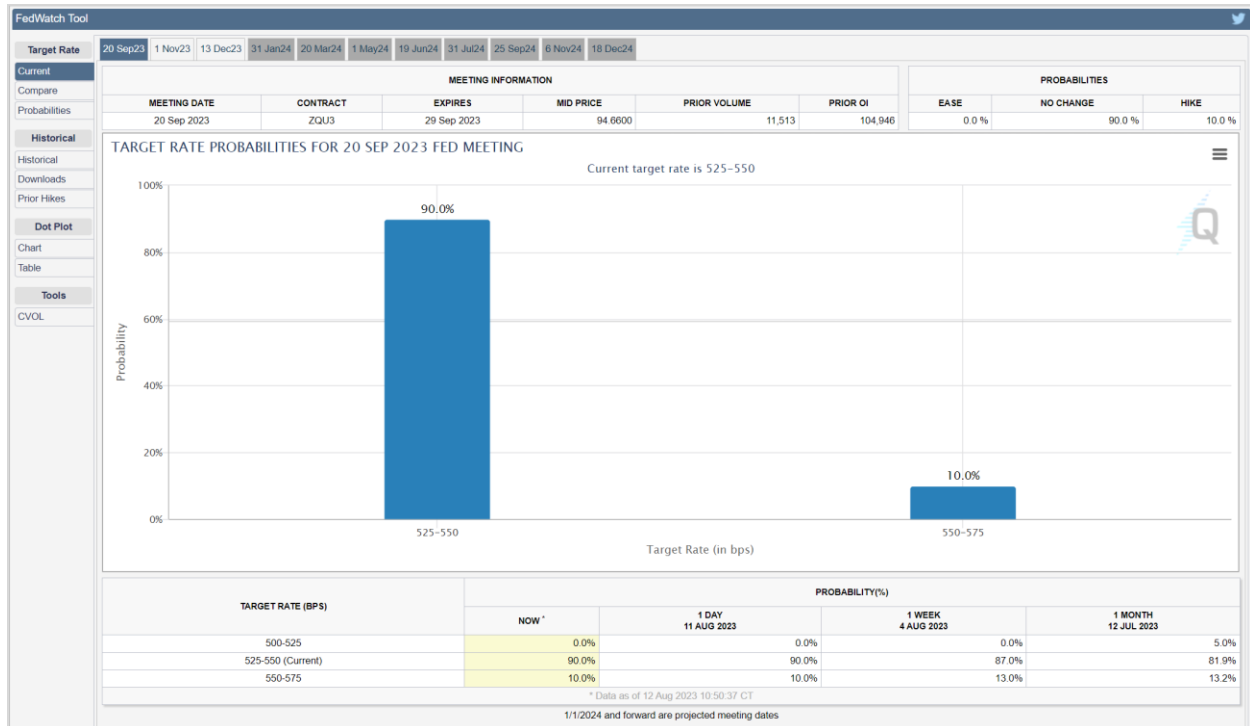 FedWatch Tool
Target Rate
Current
Compare
Probabilities
Historical
Historical
Downloads
Prior Hikes
Dot Plot
Chart
Table
Tools
CVOL
20 Sep23 1 Nov23 13 Dec23 31 Jan24 20 Mar24 1 May24 19 Jun24 31 Jul24 25 Sep24 6 Nov24 18 Dec24
MEETING INFORMATION
MEETING DATE CONTRACT EXPIRES MID PRICE PRIOR VOLUME PRIOR OI
20 Sep 2023 ZQU3 29 Sep 2023 94.6600 11,513 104,946
PROBABILITIES
EASE NO CHANGE HIKE
0.0 % 90.0 % 10.0 %
TARGET RATE PROBABILITIES FOR 20 SEP 2023 FED MEETING
Current target rate is 525-550
Q
Probability
100%
80%
60%
40%
20%
0%
90.0%
10.0%
525-550 550-575
Target Rate (in bps)
TARGET RATE (BPS) PROBABILITY(%)
NOW * 1 DAY 1 WEEK 1 MONTH
11 AUG 2023 4 AUG 2023 12 JUL 2023
500-525 0.0% 0.0% 0.0% 5.0%
525-550 (Current) 90.0% 90.0% 87.0% 81.9%
550-575 10.0% 10.0% 13.0% 13.2%
* Data as of 12 Aug 2023 10:50:37 CT
1/1/2024 and forward are projected meeting dates